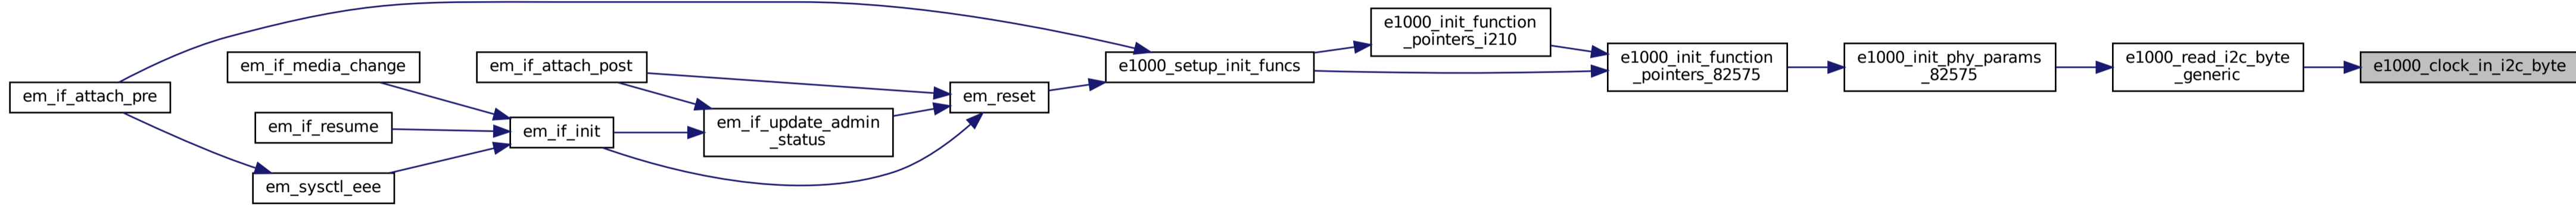 em_if_attach_pre
em_if_media_change
em_if_resume
em_sysctl_eee
em_if_attach_post
em_if_init
em_if_update_admin
_status
em_reset
e1000_setup_init_funcs
e1000_init_function
_pointers_i210
e1000_init_function
_pointers_82575
e1000_init_phy_params
_82575
e1000_read_i2c_byte
_generic
e1000_clock_in_i2c_byte